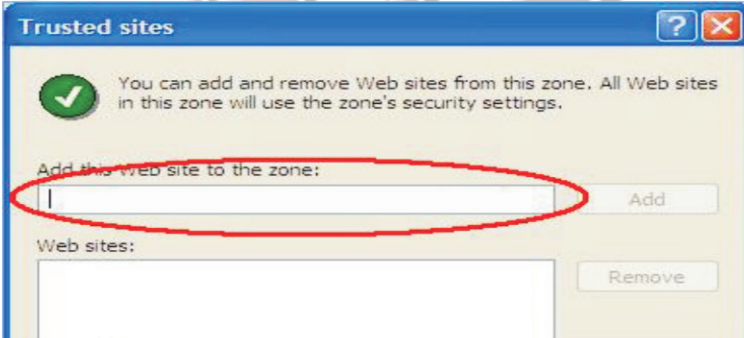 Trusted sites
You can add and remove Web sites from this zone. All Web sites
in this zone will use the zone's security settings.
Add this Web site to the zone:
Add
Web sites:
Remove